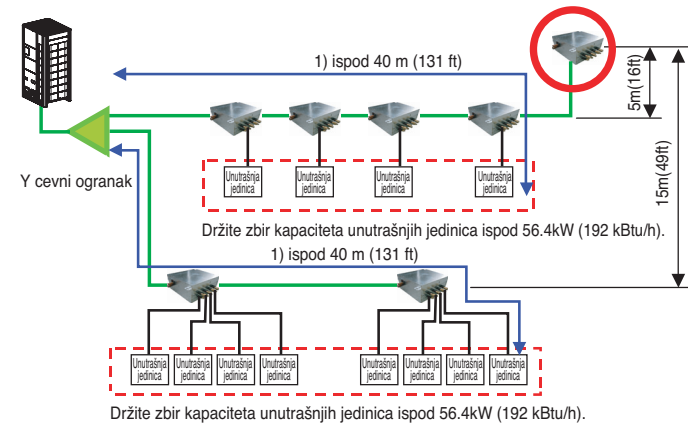 1) ispod 40 m (131 ft)
5m(16ft)
15m(49ft)
Y cevni ogranak
Unutrašnja
jedinica
Unutrašnja
jedinica
Unutrašnja
jedinica
Unutrašnja
jedinica
Držite zbir kapaciteta unutrašnjih jedinica ispod 56.4kW (192 kBtu/h).
1) ispod 40 m (131 ft)
Unutrašnja
jedinica
Unutrašnja
jedinica
Unutrašnja
jedinica
Unutrašnja
jedinica
Unutrašnja
jedinica
Unutrašnja
jedinica
Unutrašnja
jedinica
Unutrašnja
jedinica
Držite zbir kapaciteta unutrašnjih jedinica ispod 56.4kW (192 kBtu/h).